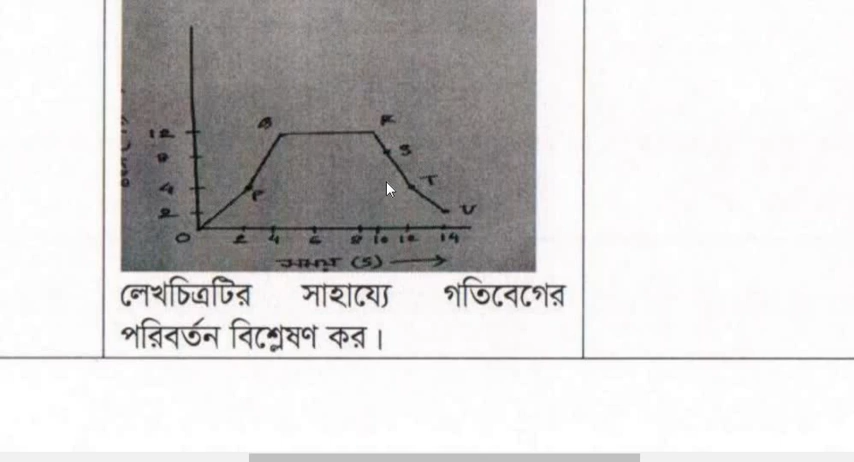 Q R
12
8 S
4 P T
2 U
0 2 4 6 8 10 12 14
সময় (S)
লেখচিত্রটির সাহায্যে গতিবেগের
পরিবর্তন বিশ্লেষণ কর।